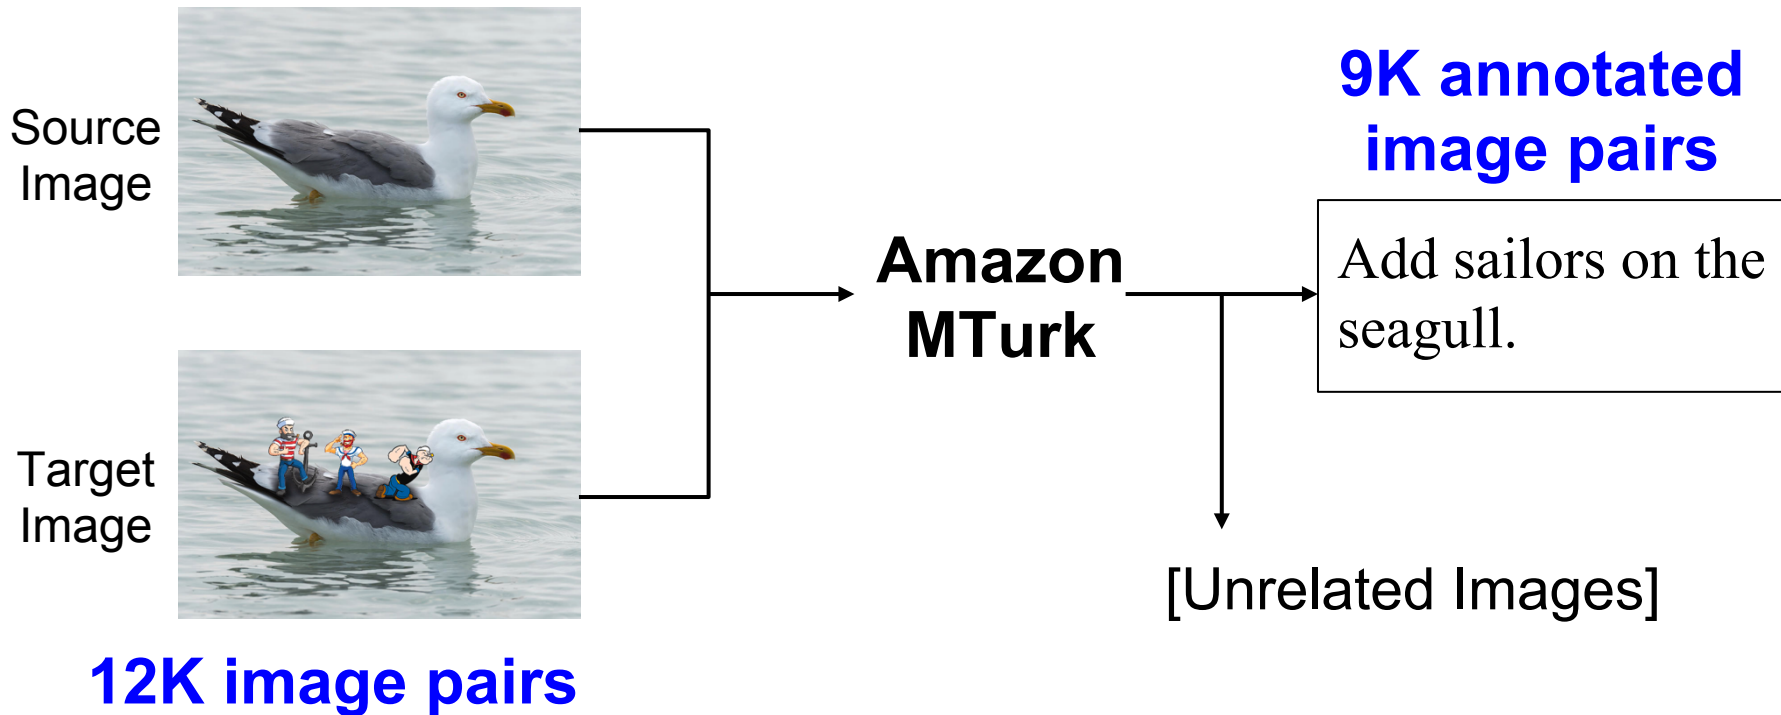 Source
Image
Target
Image
12K image pairs
Amazon
MTurk
9K annotated
image pairs
Add sailors on the
seagull.
[Unrelated Images]